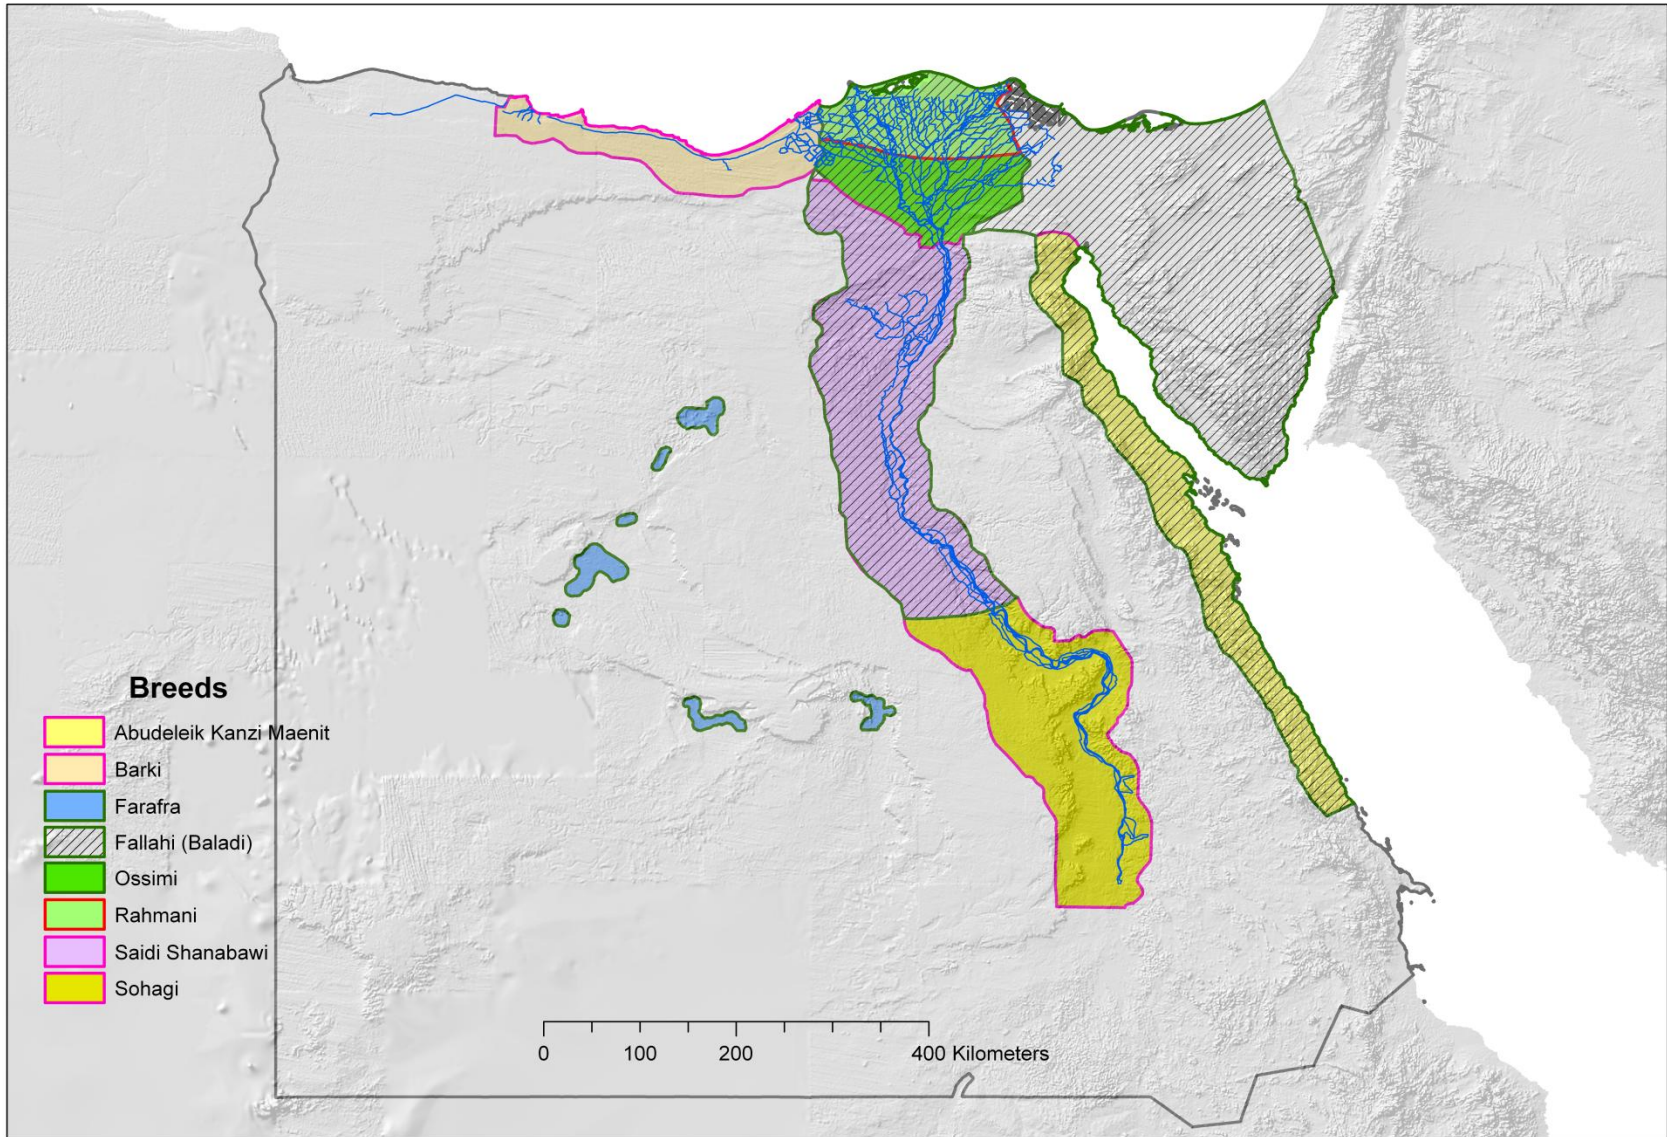 Breeds
Abudeleik Kanzi Maenit
Barki
Farafra
Fallahi (Baladi)
Ossimi
Rahmani
Saidi Shanabawi
Sohagi
0 100 200 400 Kilometers